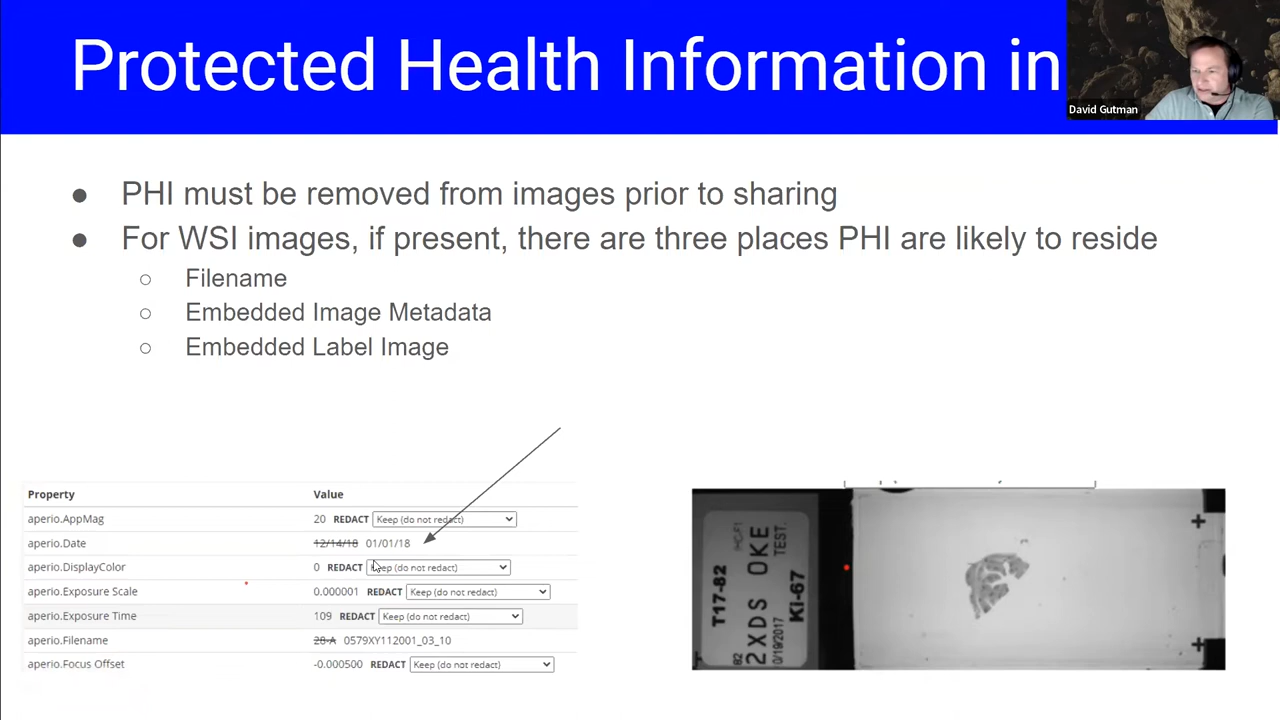 Protected Health Information in
David Gutman
● PHI must be removed from images prior to sharing
● For WSI images, if present, there are three places PHI are likely to reside
○ Filename
○ Embedded Image Metadata
○ Embedded Label Image
Property Value
aperio.AppMag 20 REDACT Keep (do not redact)
aperio.Date 12/14/18 01/01/18
aperio.DisplayColor 0 REDACT Keep (do not redact)
aperio.Exposure Scale 0.000001 REDACT Keep (do not redact)
aperio.Exposure Time 109 REDACT Keep (do not redact)
aperio.Filename 28-A 0579XY112001_03_10
aperio.Focus Offset -0.000500 REDACT Keep (do not redact)
T17-82
82
2XDS OKE
0/19/2017
TEST.
Ki-67